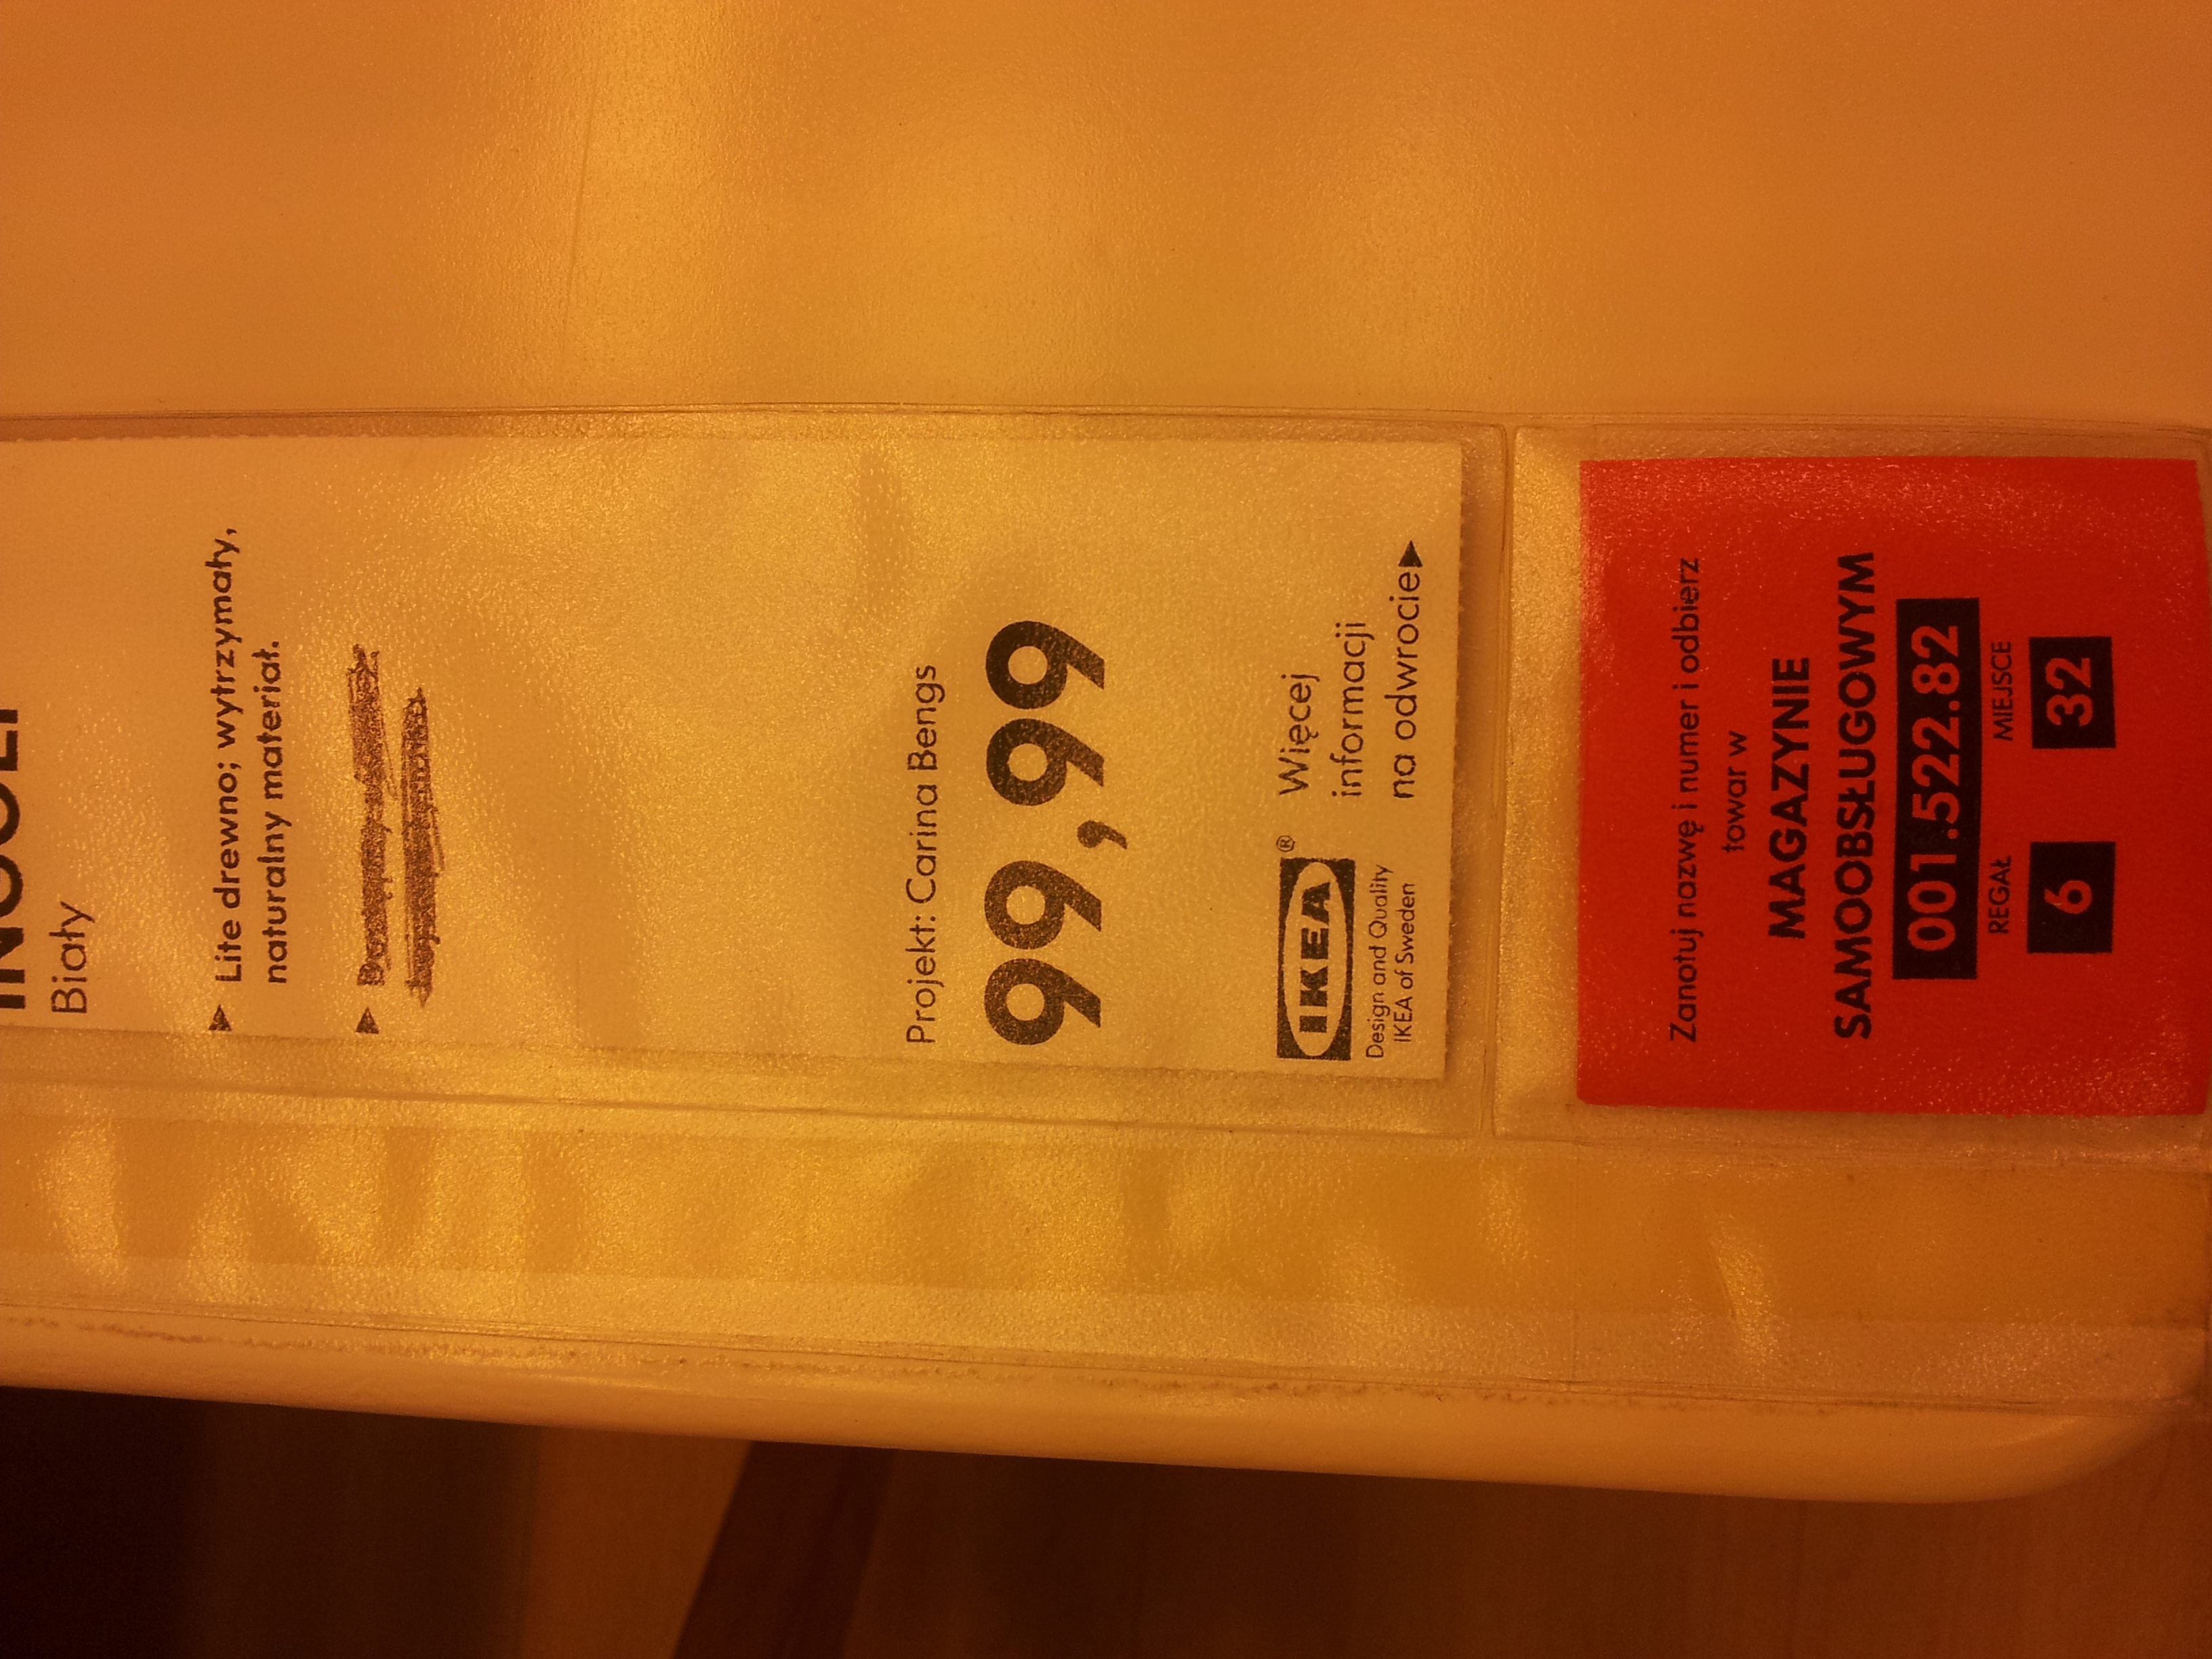 Biały
▶ Lite drewno; wytrzymały,
naturalny materiał.
▶
Projekt: Carina Bengs
99,99
IKEA®
Design and Quality
IKEA of Sweden
Więcej
informacji
na odwrocie▶
Zanotuj nazwę i numer i odbierz
towar w
MAGAZYNIE
SAMOOBSŁUGOWYM
001.522.82
REGAŁ MIEJSCE
6 32